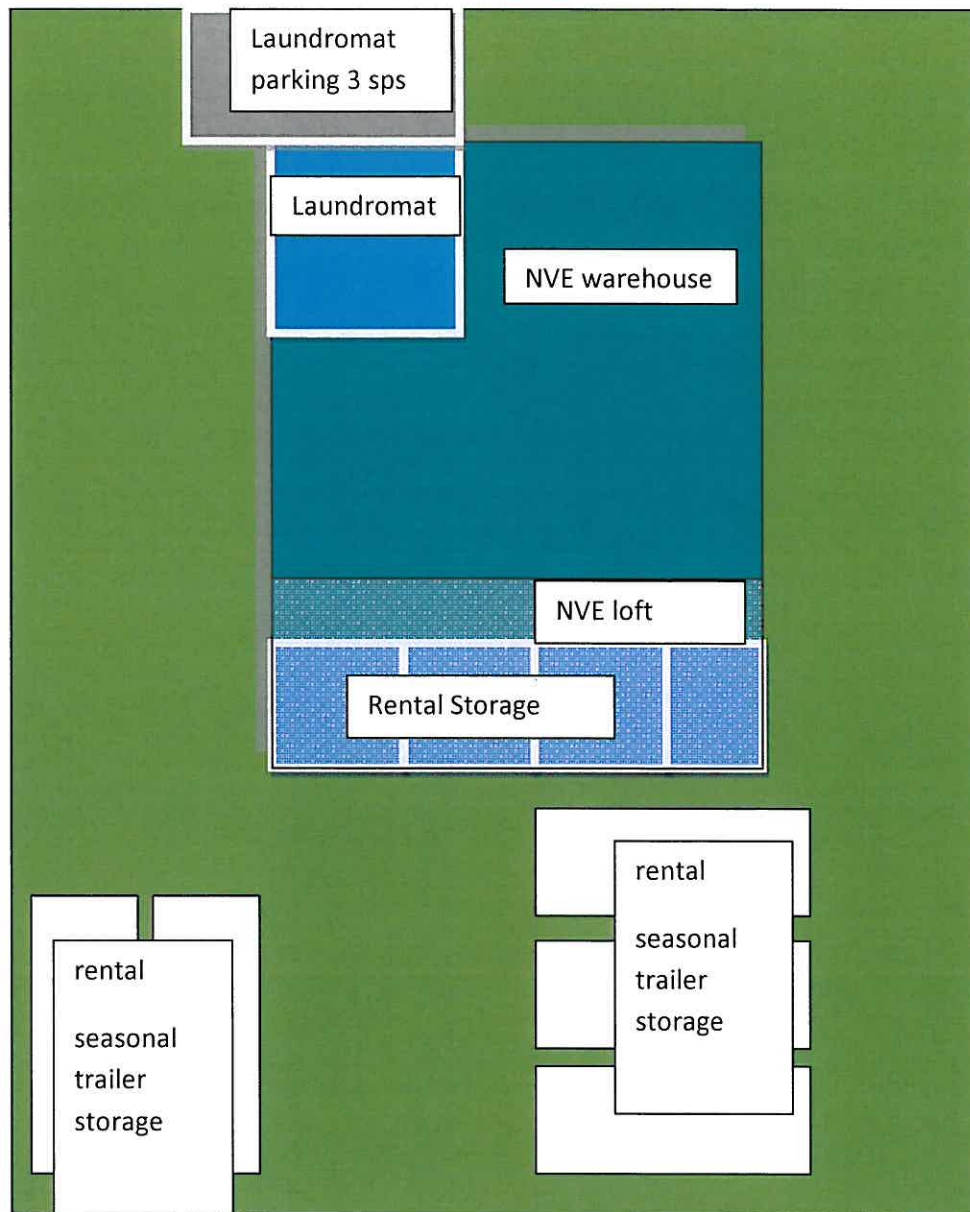 Laundromat
parking 3 sps
Laundromat
NVE warehouse
NVE loft
Rental Storage
rental
seasonal
trailer
storage
rental
seasonal
trailer
storage